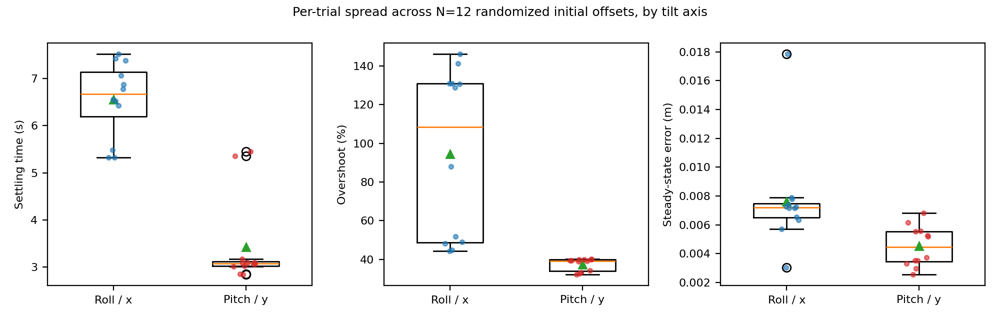 Per-trial spread across N=12 randomized initial offsets, by tilt axis
Settling time (s)
7
6
5
4
3
Roll / x
Pitch / y
Overshoot (%)
140
120
100
80
60
40
Roll / x
Pitch / y
Steady-state error (m)
0.018
0.016
0.014
0.012
0.010
0.008
0.006
0.004
0.002
Roll / x
Pitch / y